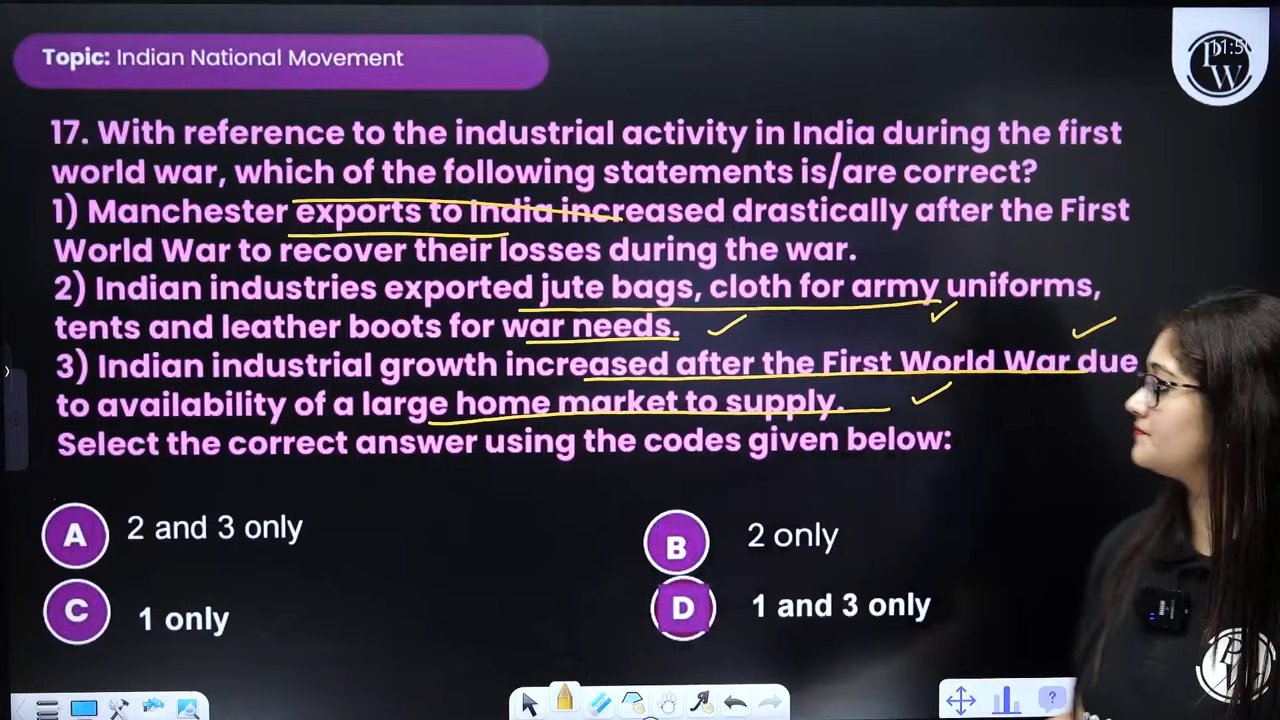 Topic: Indian National Movement
11:5
PW
17. With reference to the industrial activity in India during the first
world war, which of the following statements is/are correct?
1) Manchester exports to India increased drastically after the First
World War to recover their losses during the war.
2) Indian industries exported jute bags, cloth for army uniforms,
tents and leather boots for war needs.
3) Indian industrial growth increased after the First World War due
to availability of a large home market to supply.
Select the correct answer using the codes given below:
A 2 and 3 only
B 2 only
C 1 only
D 1 and 3 only
PW